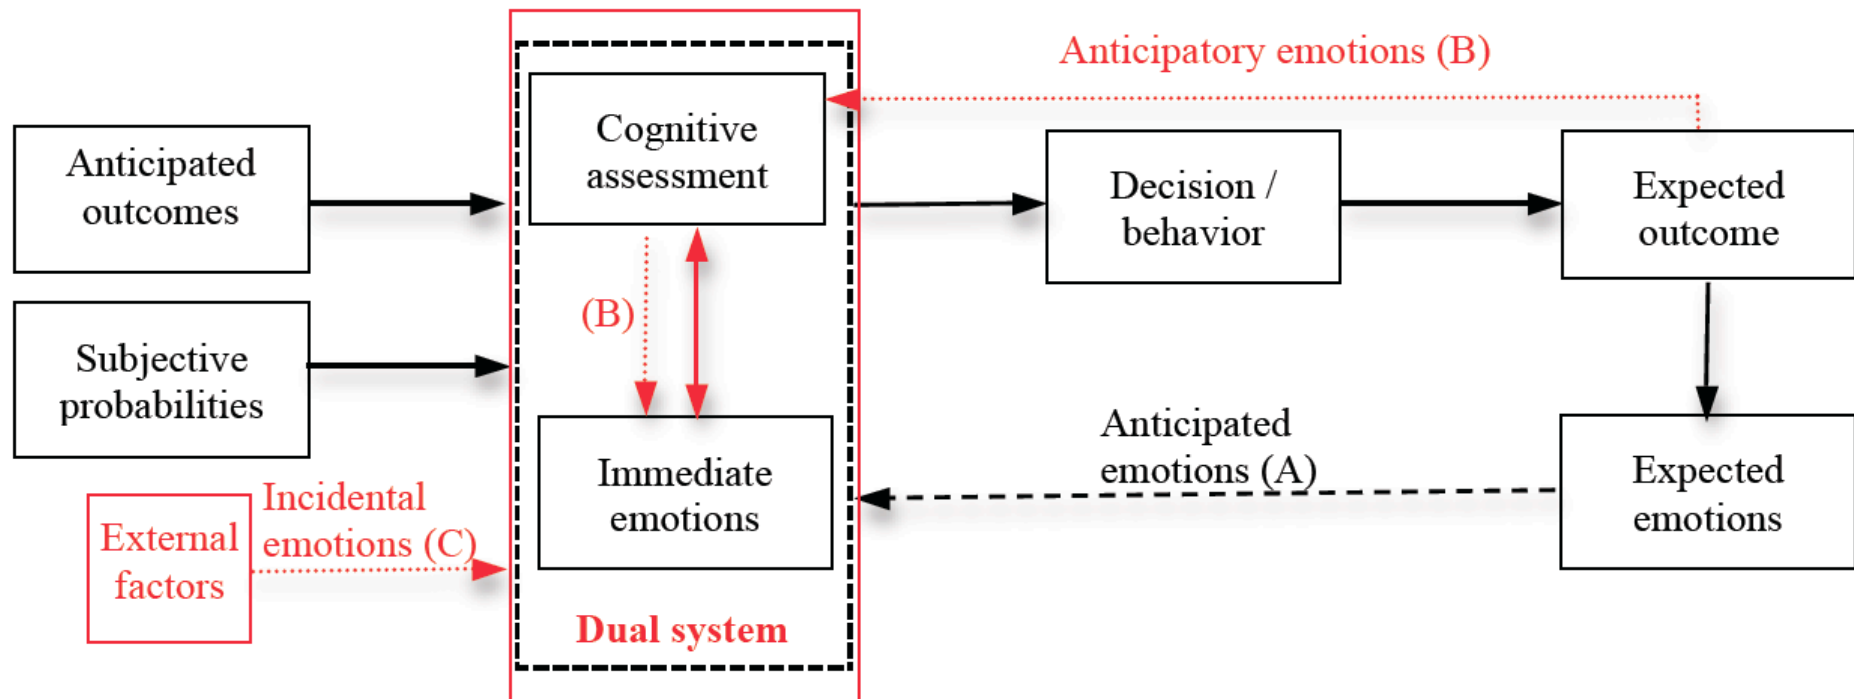 Anticipatory emotions (B)
Cognitive
assessment
Anticipated
outcomes
Decision /
behavior
Expected
outcome
(B)
Subjective
probabilities
Anticipated
emotions (A)
Immediate
emotions
Expected
emotions
Incidental
emotions (C)
External
factors
Dual system